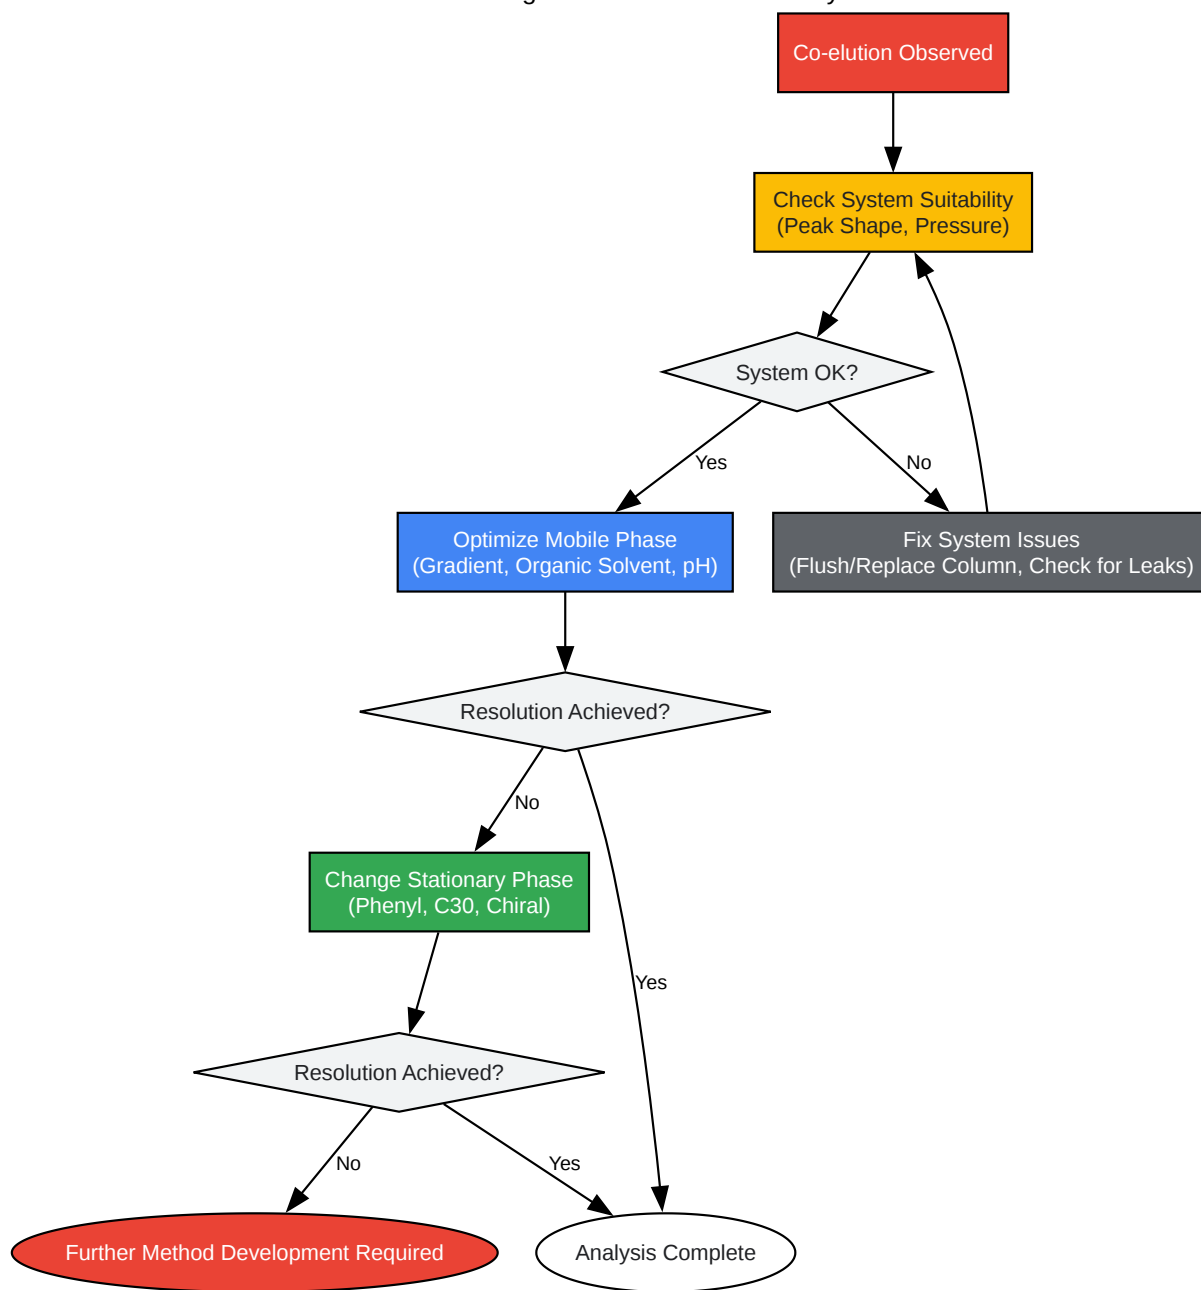 Co-elution Observed
Check System Suitability
(Peak Shape, Pressure)
System OK?
Yes
No
Optimize Mobile Phase
(Gradient, Organic Solvent, pH)
Fix System Issues
(Flush/Replace Column, Check for Leaks)
Resolution Achieved?
No
Change Stationary Phase
(Phenyl, C30, Chiral)
Yes
Resolution Achieved?
No
Yes
Further Method Development Required
Analysis Complete